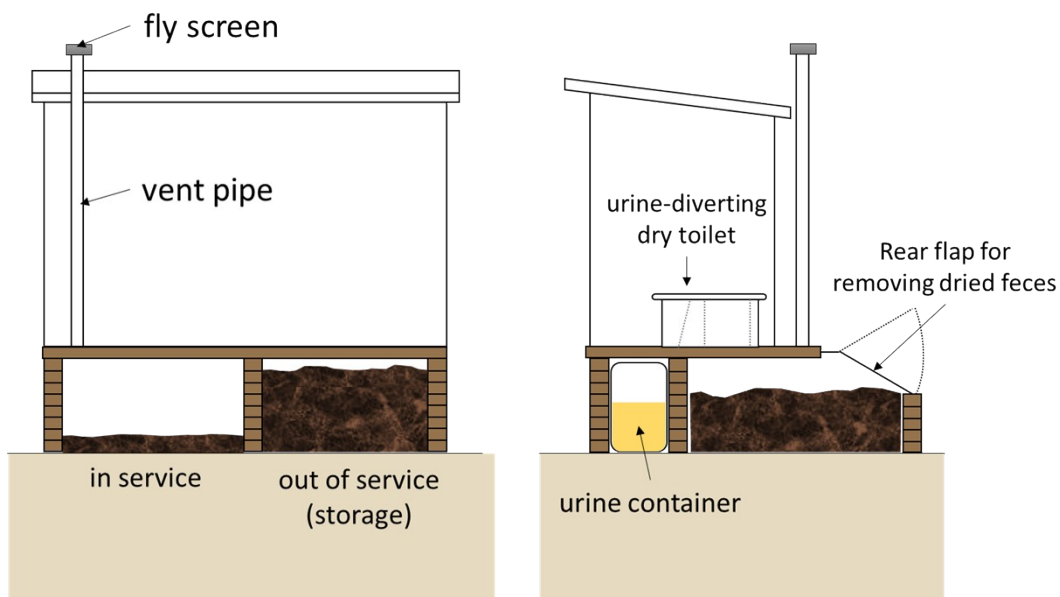 fly screen
vent pipe
in service
out of service
(storage)
urine-diverting
dry toilet
Rear flap for
removing dried feces
urine container